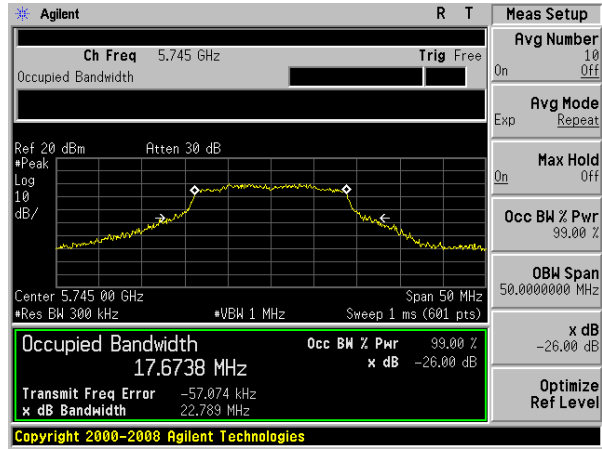 Agilent R T
Ch Freq 5.745 GHz Trig Free
Occupied Bandwidth
Ref 20 dBm Atten 30 dB
#Peak
Log
10
dB/
Center 5.745 00 GHz Span 50 MHz
#Res BW 300 kHz #VBW 1 MHz Sweep 1 ms (601 pts)
Occupied Bandwidth Occ BW % Pwr 99.00 %
17.6738 MHz x dB -26.00 dB
Transmit Freq Error -57.074 kHz
x dB Bandwidth 22.789 MHz
Copyright 2000-2008 Agilent Technologies
Meas Setup
Avg Number
10
On Off
Avg Mode
Exp Repeat
Max Hold
On Off
Occ BW % Pwr
99.00 %
OBW Span
50.0000000 MHz
x dB
-26.00 dB
Optimize
Ref Level